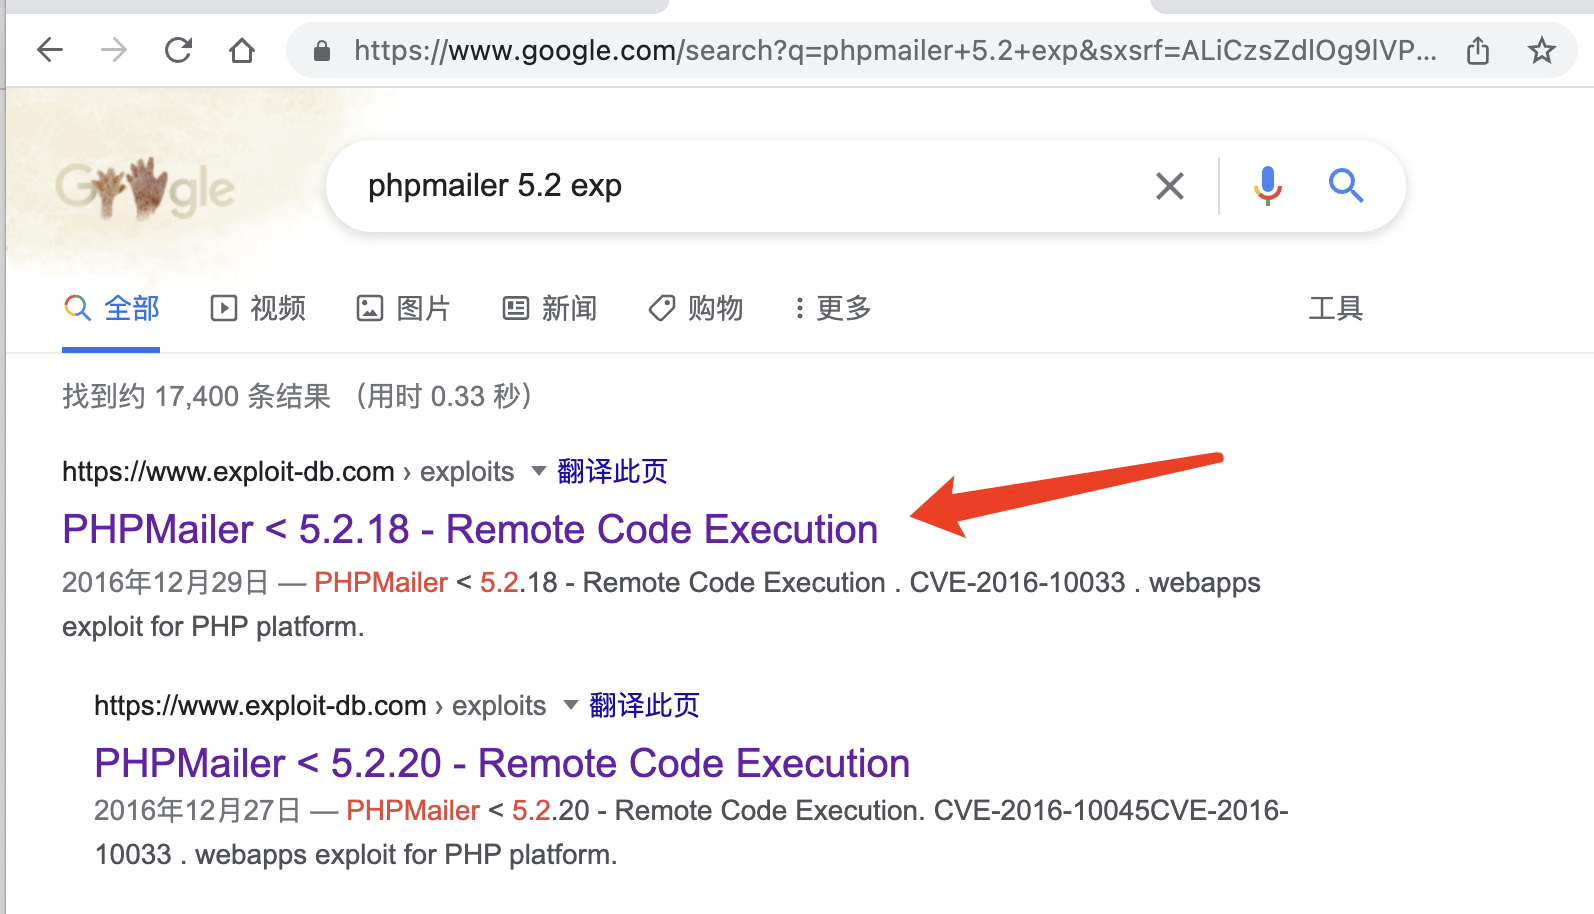 https://www.google.com/search?q=phpmailer+5.2+exp&sxsrf=ALiCzsZdlOg9lVP...
Google
phpmailer 5.2 exp
全部 视频 图片 新闻 购物 更多 工具
找到约 17,400 条结果 （用时 0.33 秒）
https://www.exploit-db.com › exploits 翻译此页
PHPMailer < 5.2.18 - Remote Code Execution
2016年12月29日 — PHPMailer < 5.2.18 - Remote Code Execution . CVE-2016-10033 . webapps
exploit for PHP platform.
https://www.exploit-db.com › exploits 翻译此页
PHPMailer < 5.2.20 - Remote Code Execution
2016年12月27日 — PHPMailer < 5.2.20 - Remote Code Execution. CVE-2016-10045CVE-2016-
10033 . webapps exploit for PHP platform.